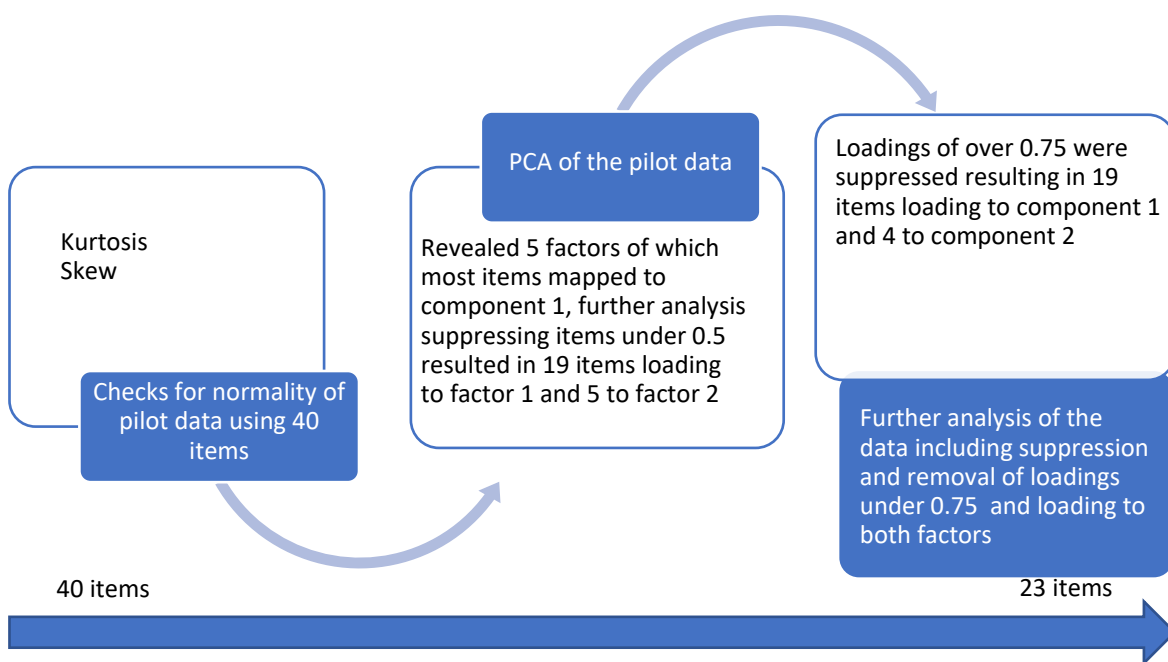 Kurtosis
Skew
Checks for normality of
pilot data using 40
items
PCA of the pilot data
Revealed 5 factors of which
most items mapped to
component 1, further analysis
suppressing items under 0.5
resulted in 19 items loading
to factor 1 and 5 to factor 2
Loadings of over 0.75 were
suppressed resulting in 19
items loading to component 1
and 4 to component 2
Further analysis of the
data including suppression
and removal of loadings
under 0.75 and loading to
both factors
40 items
23 items